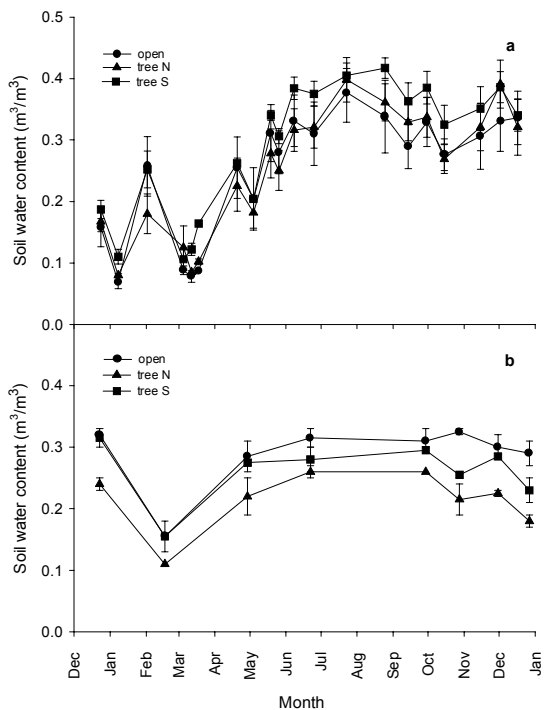 0.5
a
open
tree N
tree S
0.4
0.3
0.2
0.1
0.0
Soil water content (m³/m³)
b
open
tree N
tree S
0.4
0.3
0.2
0.1
0.0
Soil water content (m³/m³)
Dec Jan Feb Mar Apr May Jun Jul Aug Sep Oct Nov Dec Jan
Month